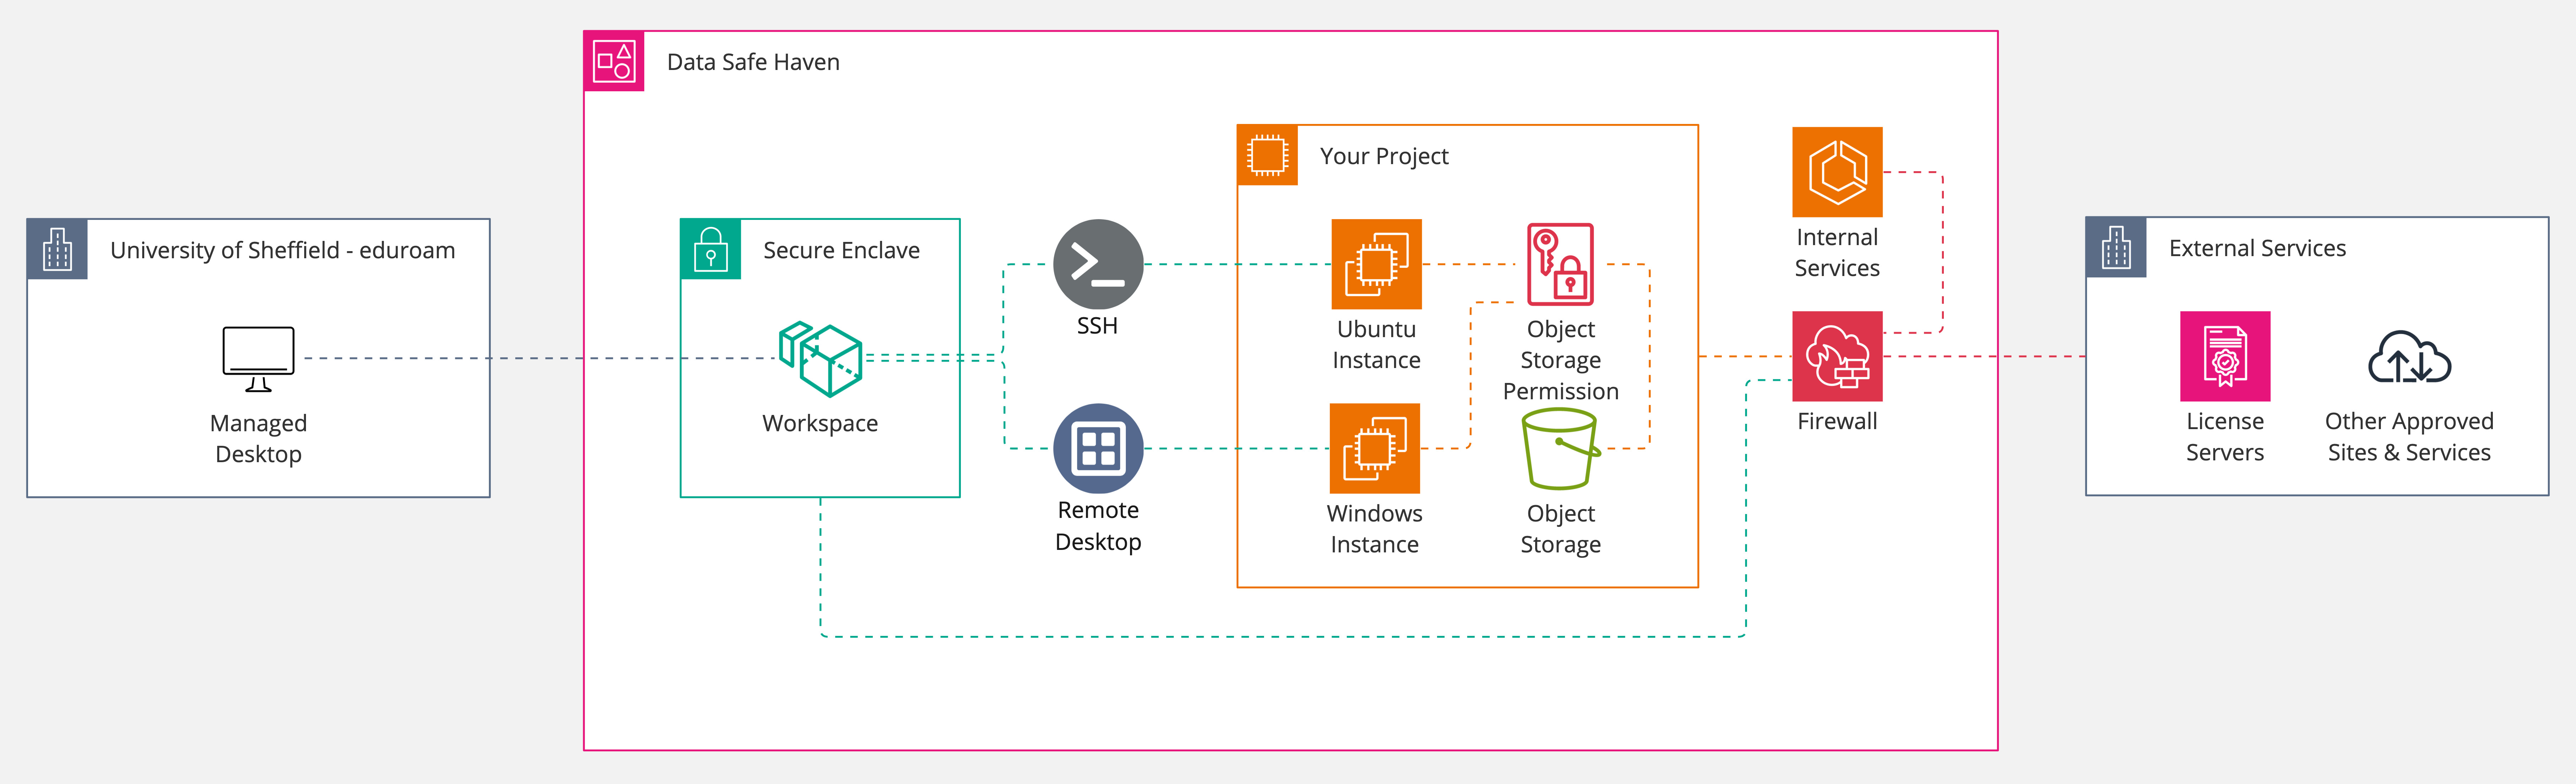 Data Safe Haven
University of Sheffield - eduroam
Managed
Desktop
Secure Enclave
Workspace
SSH
Remote
Desktop
Your Project
Ubuntu
Instance
Object
Storage
Permission
Windows
Instance
Object
Storage
Internal
Services
Firewall
External Services
License
Servers
Other Approved
Sites & Services